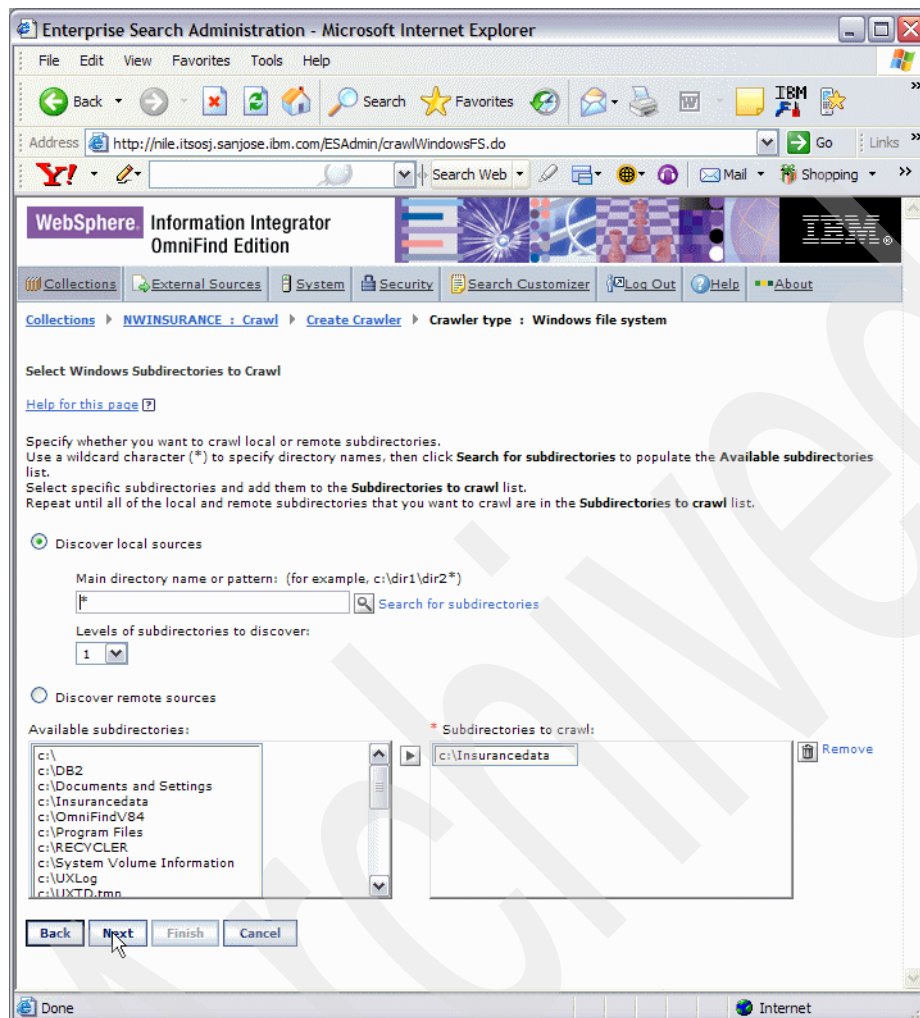 Enterprise Search Administration - Microsoft Internet Explorer
File Edit View Favorites Tools Help
Back Search Favorites IBM »
Address http://nile.itsosj.sanjose.ibm.com/ESAdmin/crawlWindowsFS.do Go Links »
Y! Search Web Mail Shopping »
WebSphere. Information Integrator
OmniFind Edition
IBM®
Collections External Sources System Security Search Customizer Log Out Help About
Collections NWINSURANCE : Crawl Create Crawler Crawler type : Windows file system
Select Windows Subdirectories to Crawl
Help for this page ?
Specify whether you want to crawl local or remote subdirectories.
Use a wildcard character (*) to specify directory names, then click Search for subdirectories to populate the Available subdirectories
list.
Select specific subdirectories and add them to the Subdirectories to crawl list.
Repeat until all of the local and remote subdirectories that you want to crawl are in the Subdirectories to crawl list.
Discover local sources
Main directory name or pattern: (for example, c:\dir1\dir2*)
* Search for subdirectories
Levels of subdirectories to discover:
1
Discover remote sources
Available subdirectories:
c:\
c:\DB2
c:\Documents and Settings
c:\Insurancedata
c:\OmniFindV84
c:\Program Files
c:\RECYCLER
c:\System Volume Information
c:\UXLog
c:\UXTD.tmp
* Subdirectories to crawl:
c:\Insurancedata
Remove
Back Next Finish Cancel
Done Internet
Archived